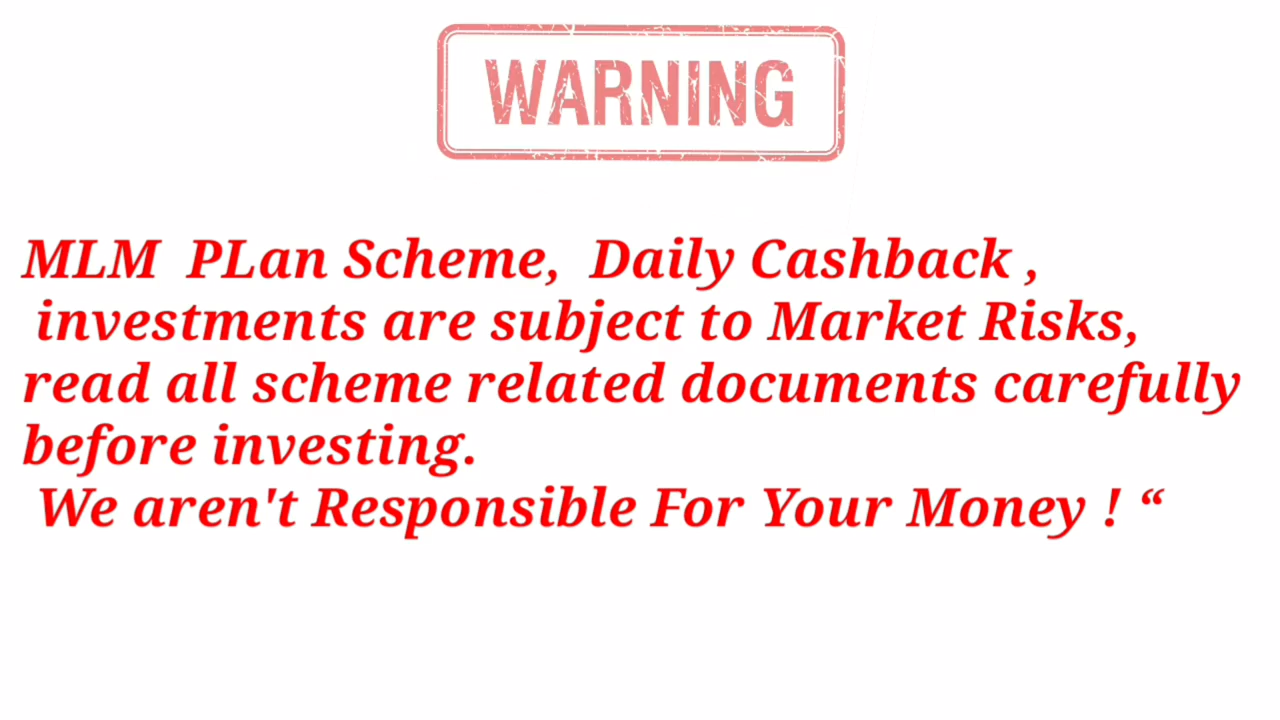 WARNING
MLM PLan Scheme, Daily Cashback ,
investments are subject to Market Risks,
read all scheme related documents carefully
before investing.
We aren't Responsible For Your Money ! “